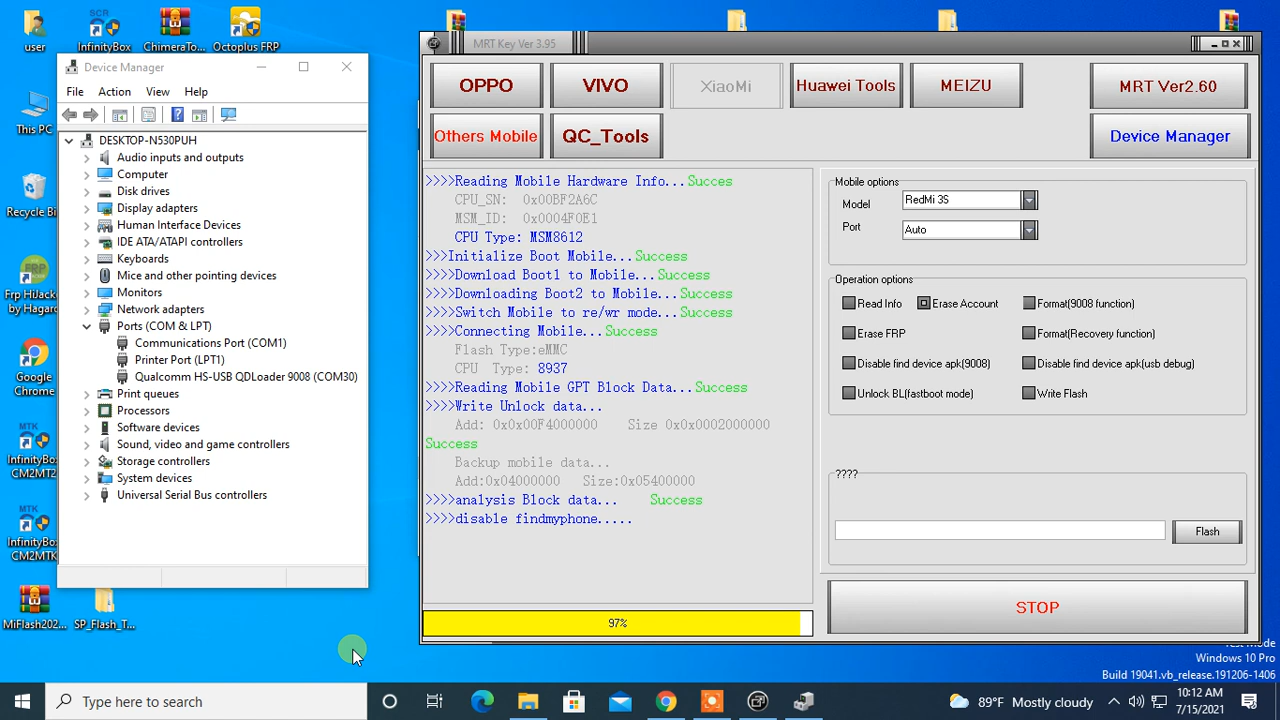 user
InfinityBox
ChimeraTo...
Octoplus FRP
This PC
Recycle Bi
Frp HiJacke
by Hagard
Google
Chrome
InfinityBox
CM2MT2
InfinityBox
CM2MTK
MiFlash202...
SP_Flash_T...
Device Manager
File Action View Help
DESKTOP-N530PUH
Audio inputs and outputs
Computer
Disk drives
Display adapters
Human Interface Devices
IDE ATA/ATAPI controllers
Keyboards
Mice and other pointing devices
Monitors
Network adapters
Ports (COM & LPT)
Communications Port (COM1)
Printer Port (LPT1)
Qualcomm HS-USB QDLoader 9008 (COM30)
Print queues
Processors
Software devices
Sound, video and game controllers
Storage controllers
System devices
Universal Serial Bus controllers
MRT Key Ver 3.95
OPPO
VIVO
XiaoMi
Huawei Tools
MEIZU
MRT Ver2.60
Others Mobile
QC_Tools
Device Manager
>>>>Reading Mobile Hardware Info...Succes
CPU_SN: 0x00BF2A6C
MSM_ID: 0x0004F0E1
CPU Type: MSM8612
>>>Initialize Boot Mobile...Success
>>>>Download Boot1 to Mobile...Success
>>>>Downloading Boot2 to Mobile...Success
>>>>Switch Mobile to re/wr mode...Success
>>>>Connecting Mobile...Success
Flash Type:eMMC
CPU Type: 8937
>>>>Reading Mobile GPT Block Data...Success
>>>>Write Unlock data...
Add: 0x0x00F4000000 Size 0x0x0002000000
Success
Backup mobile data...
Add:0x04000000 Size:0x05400000
>>>>analysis Block data... Success
>>>>disable findmyphone.....
97%
Mobile options
Model RedMi 3S
Port Auto
Operation options
Read Info Erase Account Format(9008 function)
Erase FRP Format(Recovery function)
Disable find device apk(9008) Disable find device apk(usb debug)
Unlock BL(fastboot mode) Write Flash
????
Flash
STOP
Test Mode
Windows 10 Pro
Build 19041.vb_release.191206-1406
Type here to search
89°F Mostly cloudy
10:12 AM
7/15/2021